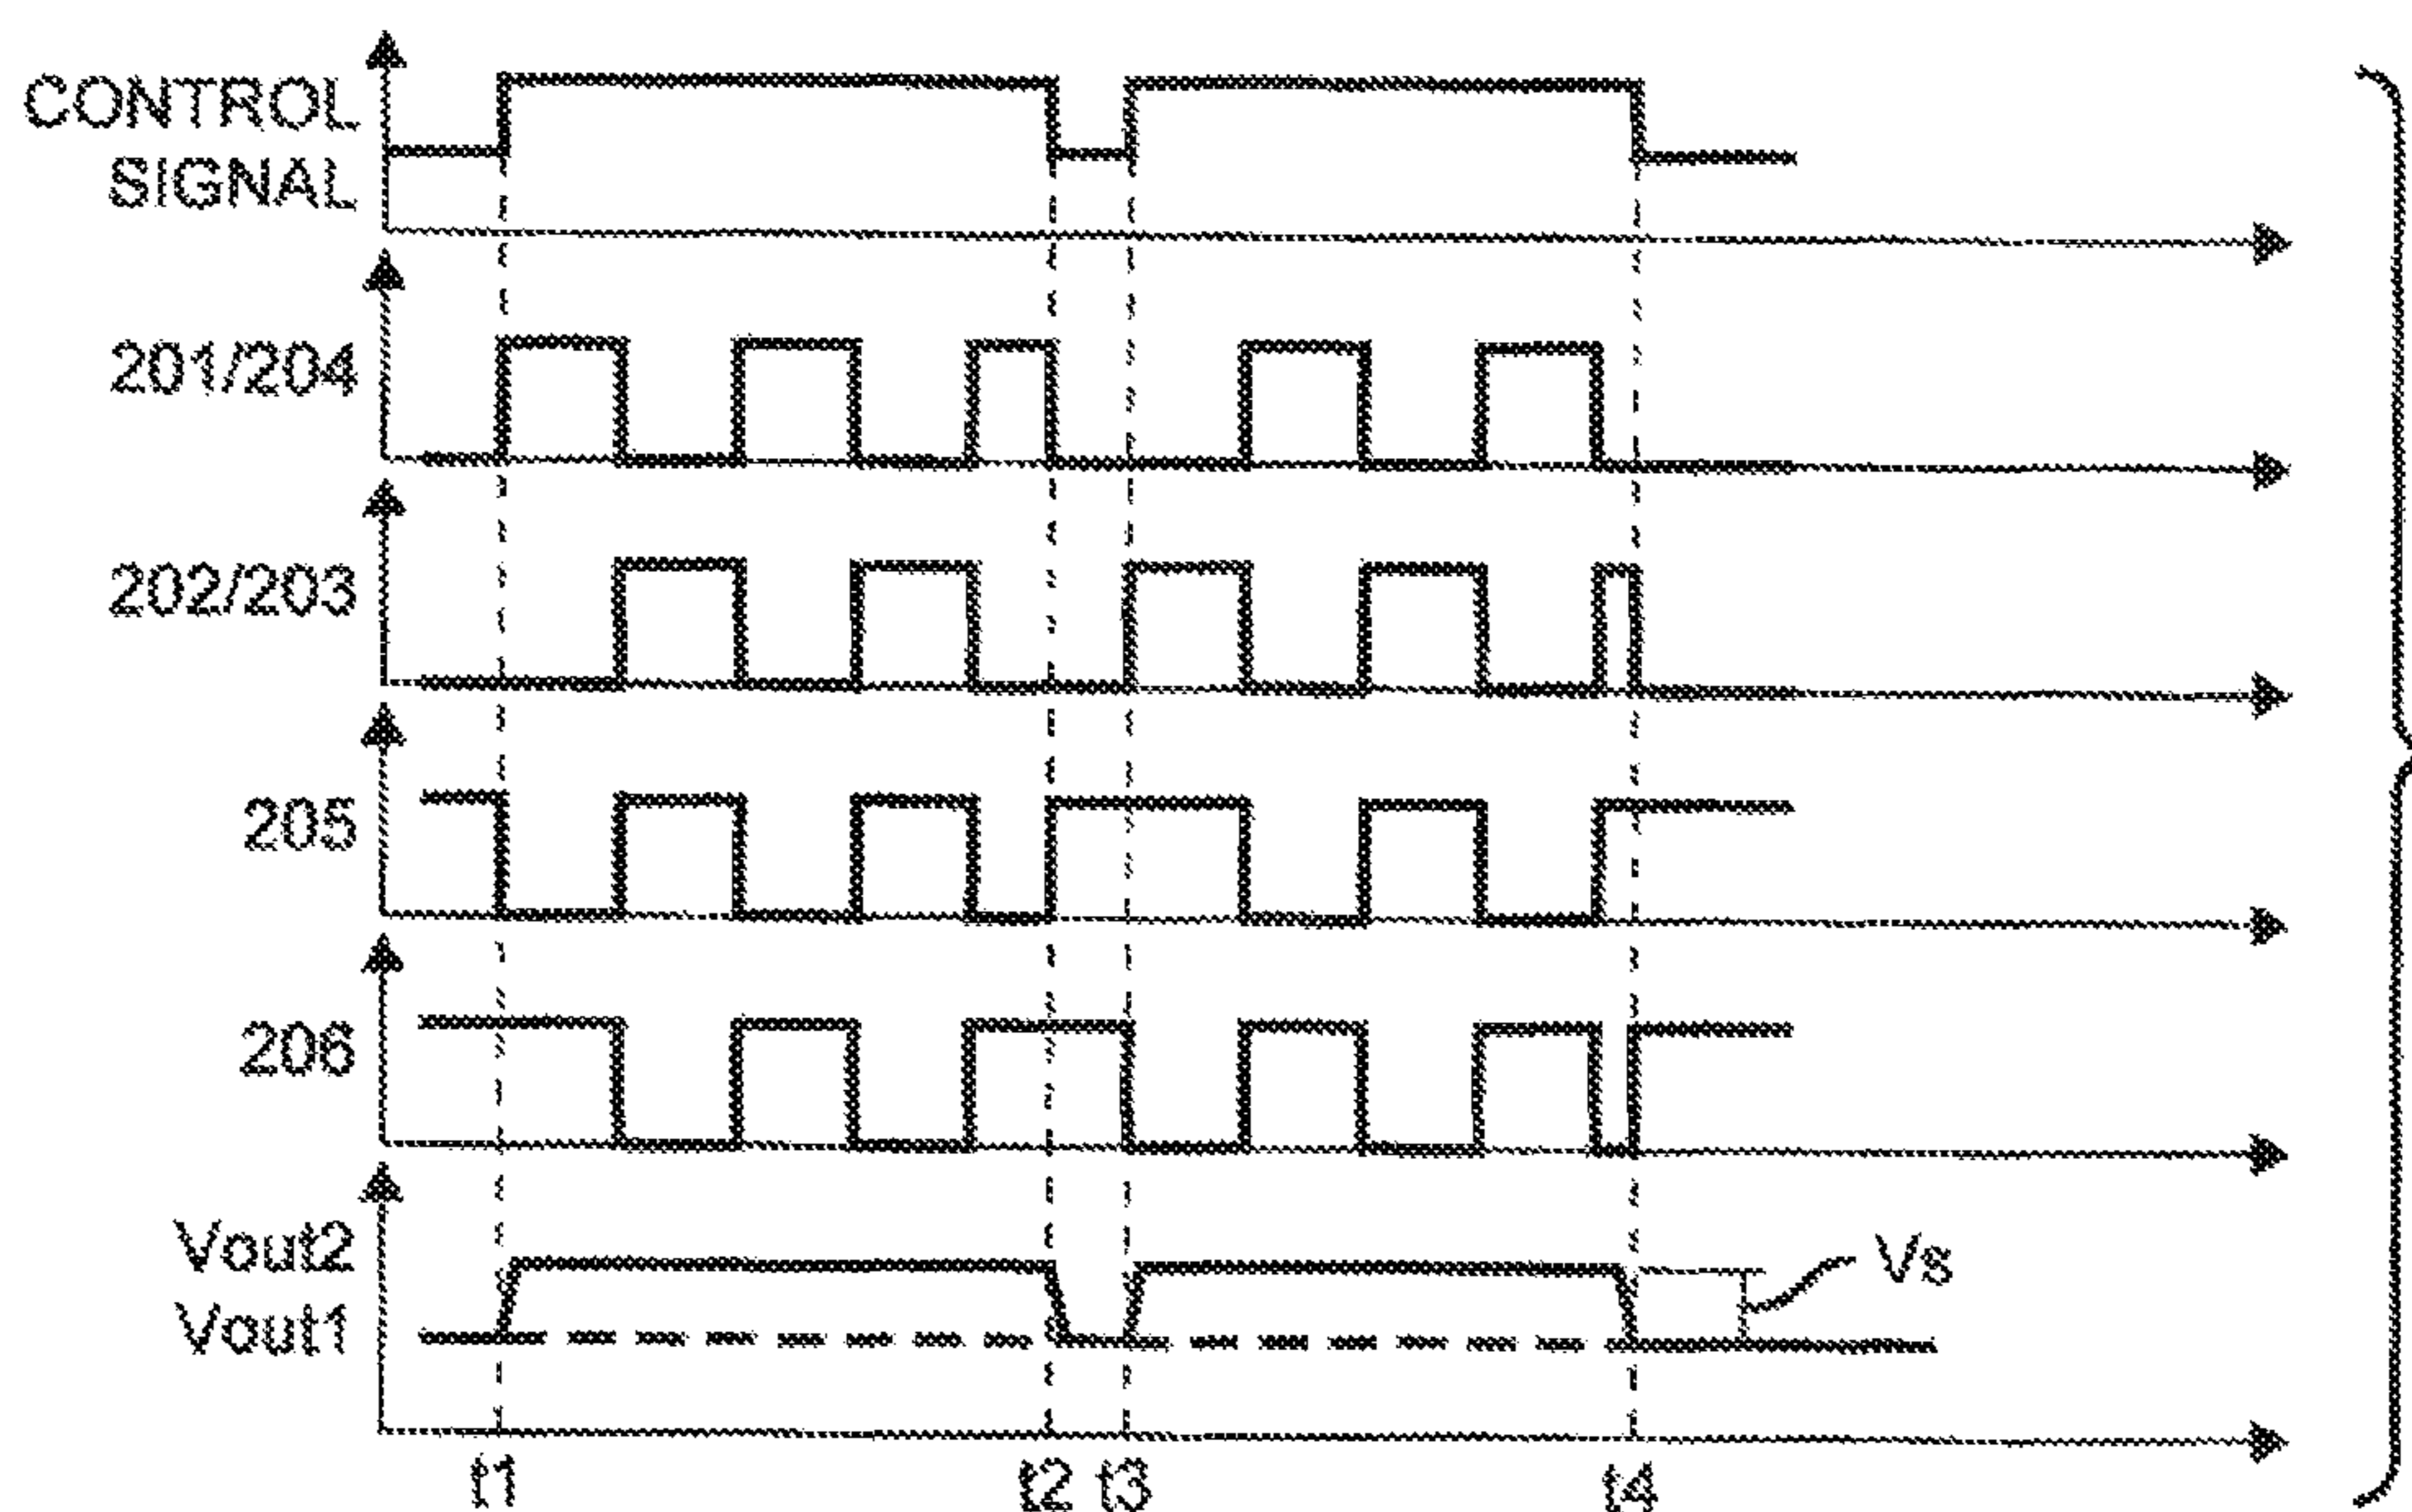 CONTROL
SIGNAL
201/204
202/203
205
206
Vout2
Vout1
Vs
t1 t2 t3 t4